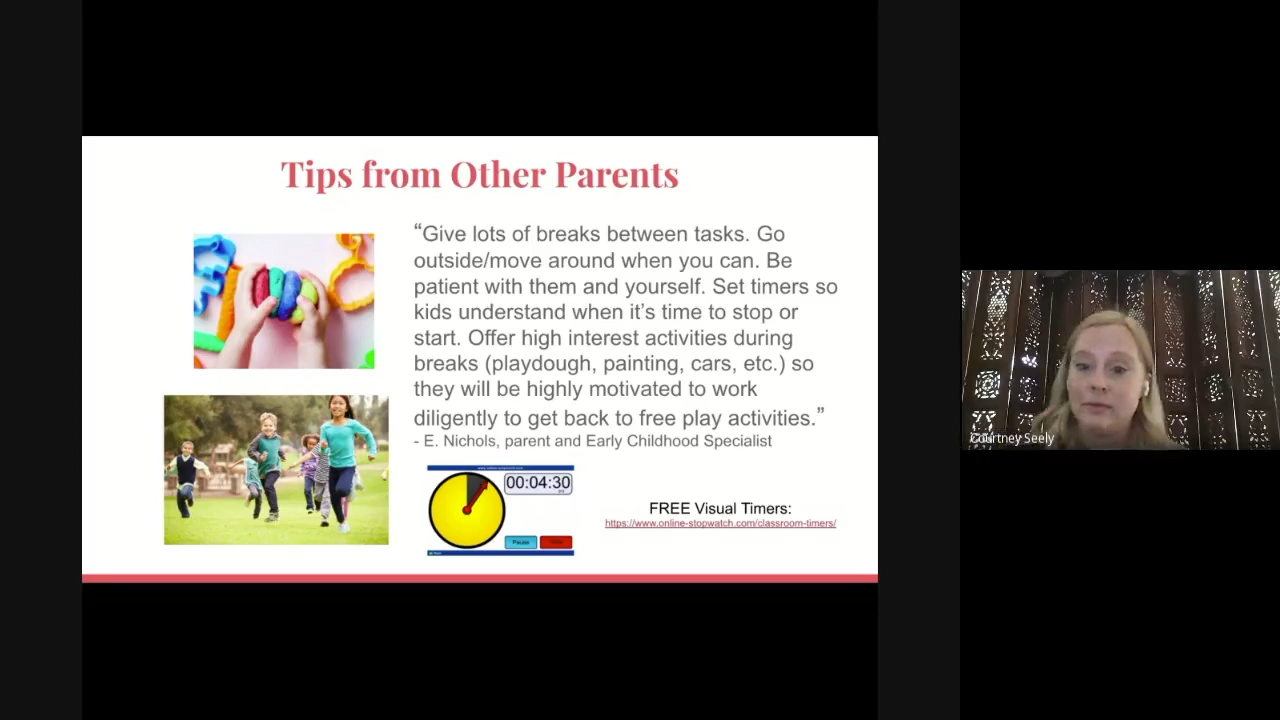 Tips from Other Parents
“Give lots of breaks between tasks. Go
outside/move around when you can. Be
patient with them and yourself. Set timers so
kids understand when it’s time to stop or
start. Offer high interest activities during
breaks (playdough, painting, cars, etc.) so
they will be highly motivated to work
diligently to get back to free play activities.”
- E. Nichols, parent and Early Childhood Specialist
00:04:30
Pause
FREE Visual Timers:
https://www.online-stopwatch.com/classroom-timers/
Courtney Seely